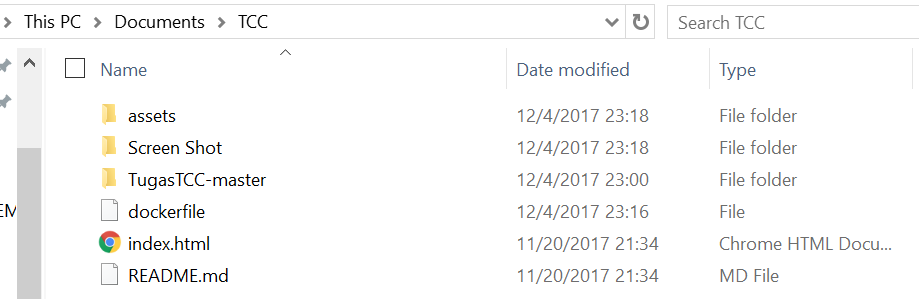 This PC > Documents > TCC Search TCC
Name Date modified Type
assets 12/4/2017 23:18 File folder
Screen Shot 12/4/2017 23:18 File folder
TugasTCC-master 12/4/2017 23:00 File folder
dockerfile 12/4/2017 23:16 File
EM
index.html 11/20/2017 21:34 Chrome HTML Docu...
README.md 11/20/2017 21:34 MD File